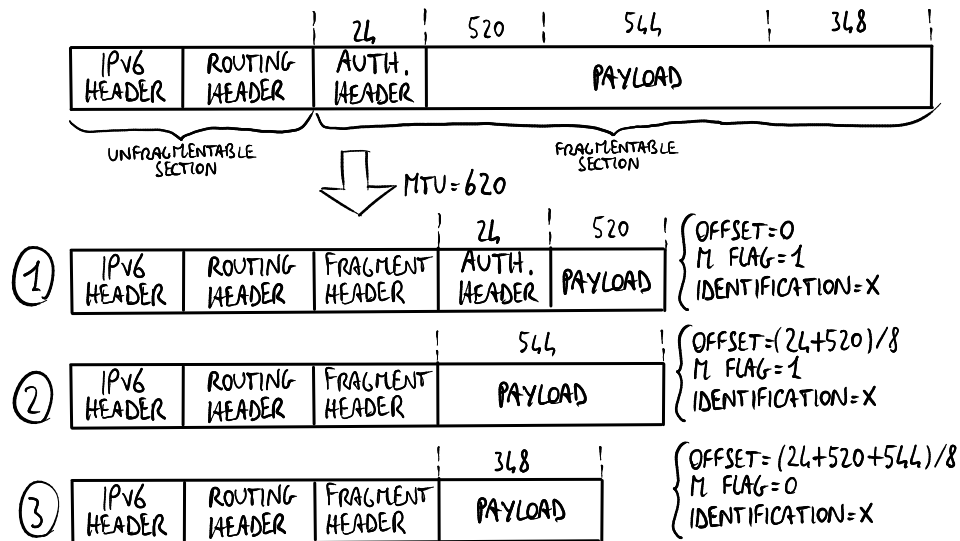 24 520 544 348
IPV6 HEADER ROUTING HEADER AUTH. HEADER PAYLOAD
UNFRAGMENTABLE SECTION FRAGMENTABLE SECTION
MTU=620
24 520
1 IPV6 HEADER ROUTING HEADER FRAGMENT HEADER AUTH. HEADER PAYLOAD
OFFSET=0
M FLAG=1
IDENTIFICATION=X
544
2 IPV6 HEADER ROUTING HEADER FRAGMENT HEADER PAYLOAD
OFFSET=(24+520)/8
M FLAG=1
IDENTIFICATION=X
348
3 IPV6 HEADER ROUTING HEADER FRAGMENT HEADER PAYLOAD
OFFSET=(24+520+544)/8
M FLAG=0
IDENTIFICATION=X